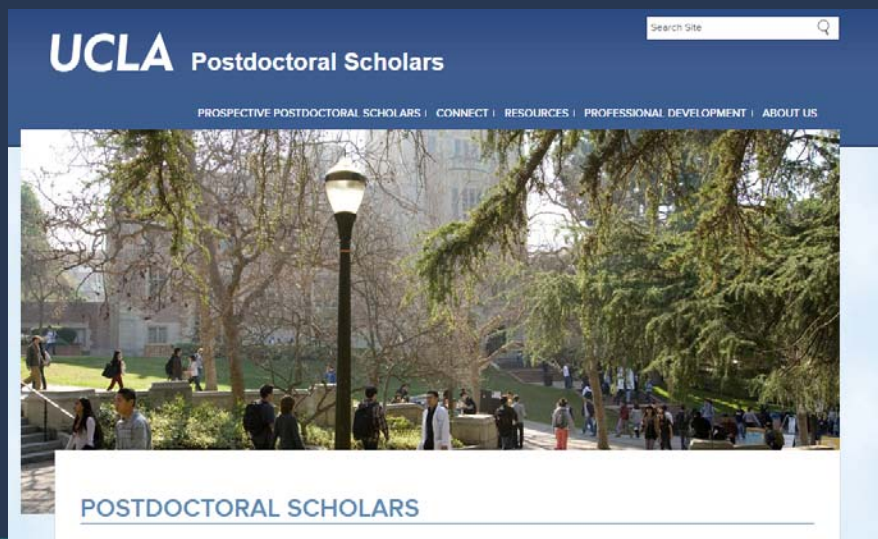 Search Site
UCLA Postdoctoral Scholars
PROSPECTIVE POSTDOCTORAL SCHOLARS | CONNECT | RESOURCES | PROFESSIONAL DEVELOPMENT | ABOUT US
POSTDOCTORAL SCHOLARS